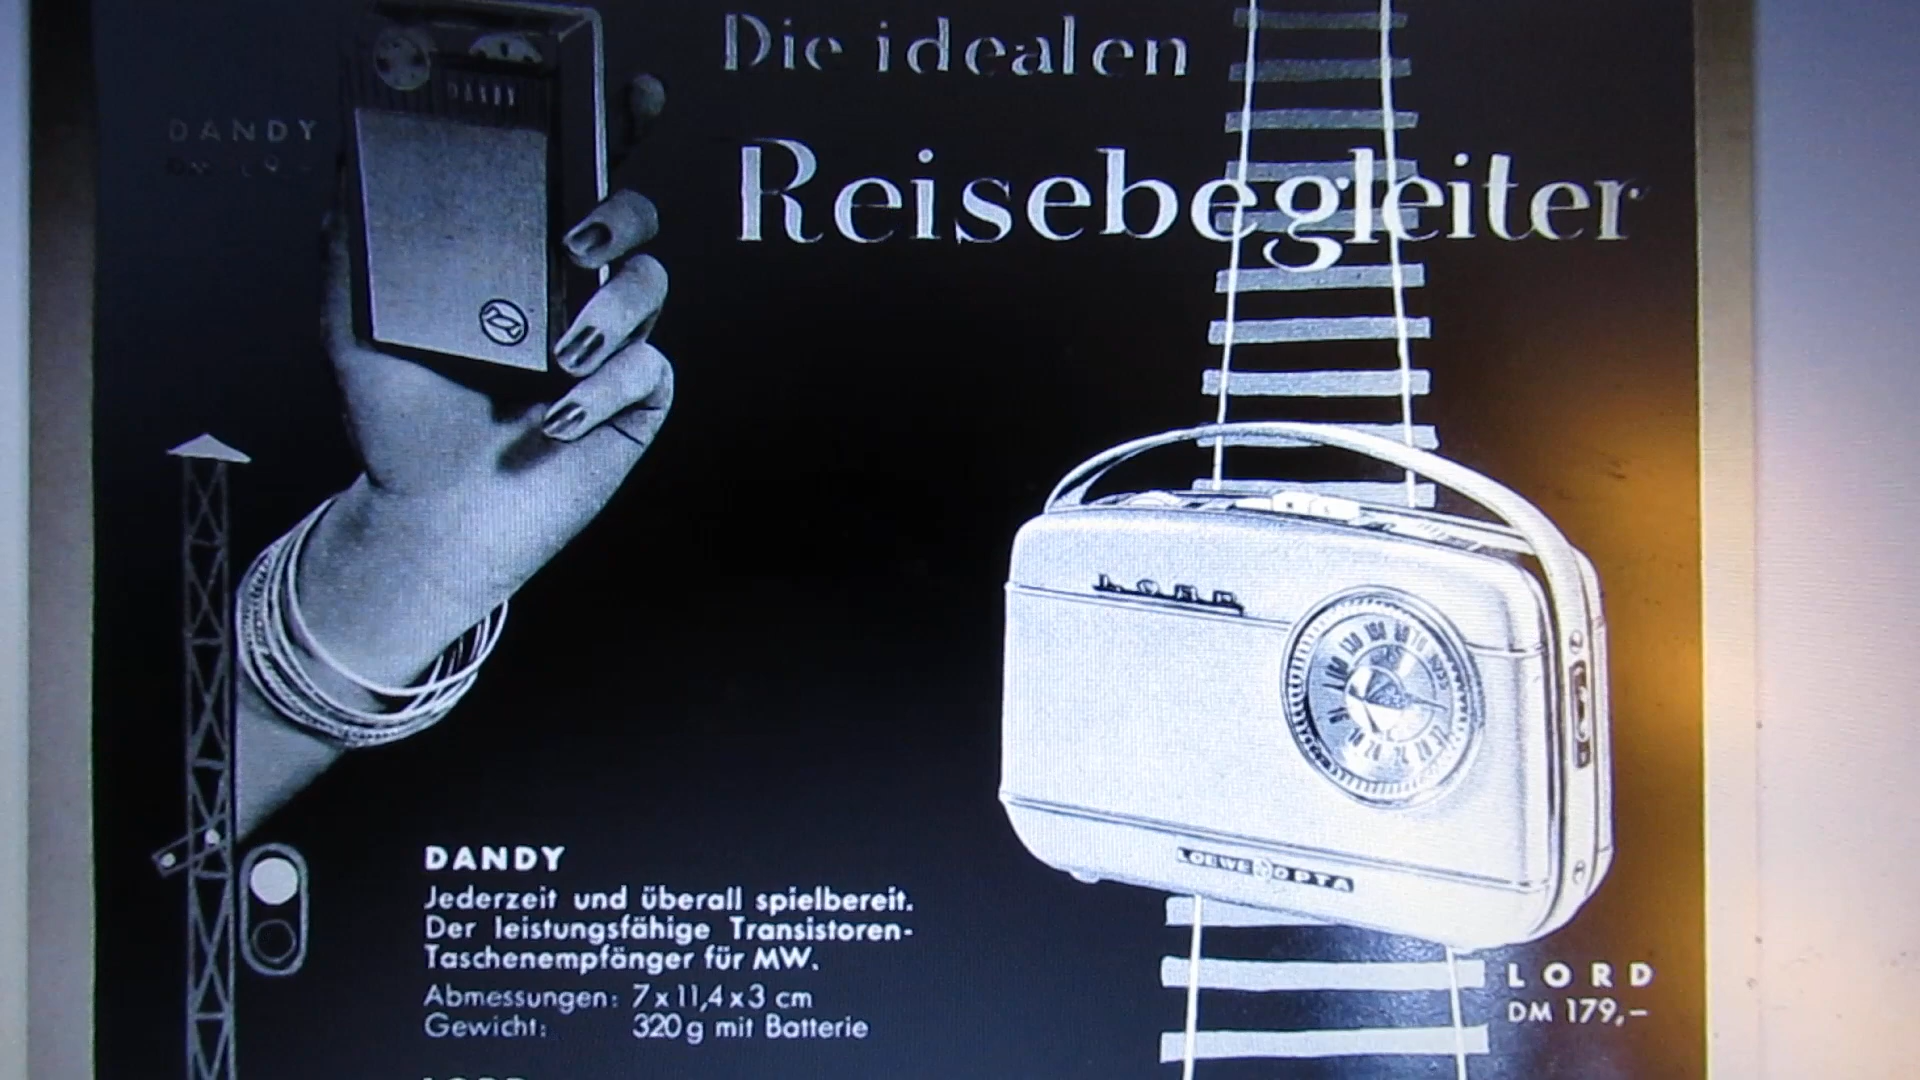 Die idealen
Reisebegleiter
DANDY
DANDY
LORD
LOEWE OPTA
DANDY
Jederzeit und überall spielbereit.
Der leistungsfähige Transistoren-
Taschenempfänger für MW.
Abmessungen: 7 x 11,4 x 3 cm
Gewicht: 320 g mit Batterie
LORD
DM 179,-